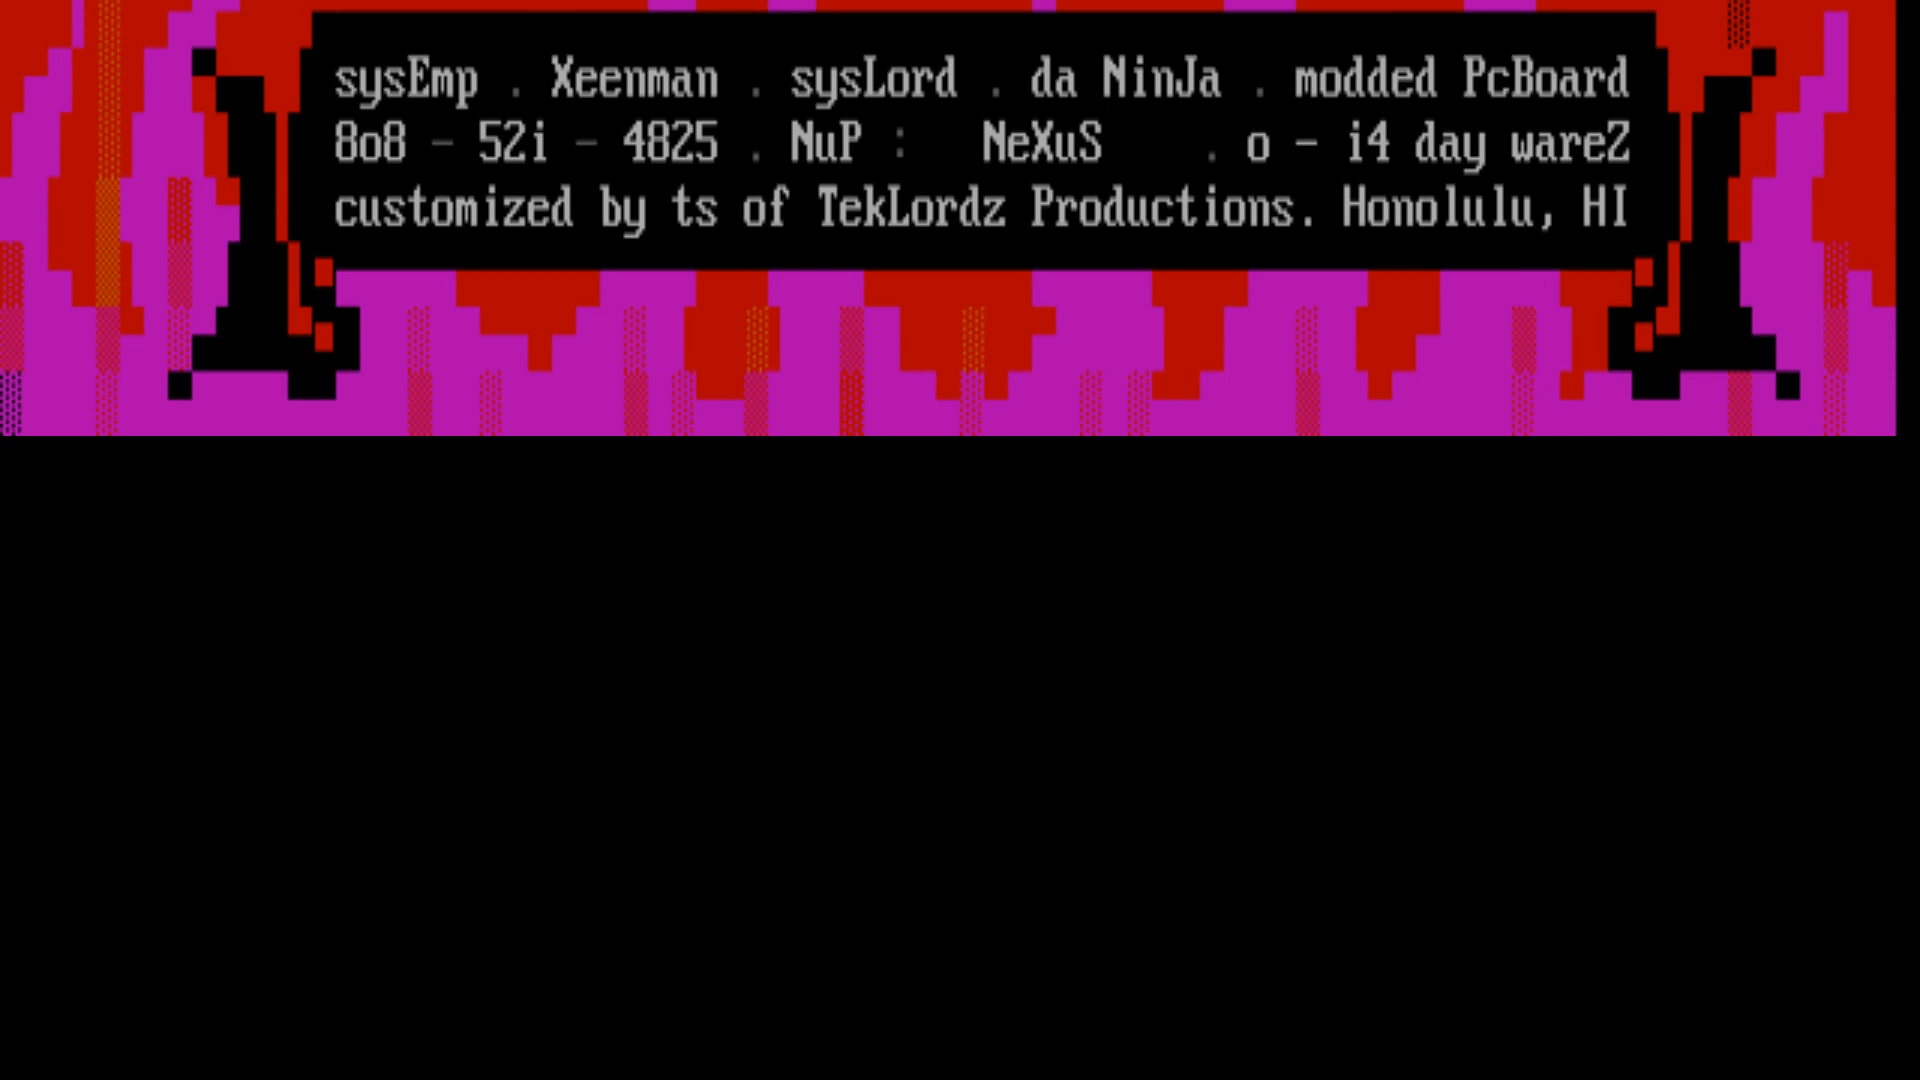 sysEmp . Xeenman . sysLord . da NinJa . modded PcBoard
8o8 - 52i - 4825 . NuP : NeXuS . o - i4 day wareZ
customized by ts of TekLordz Productions. Honolulu, HI